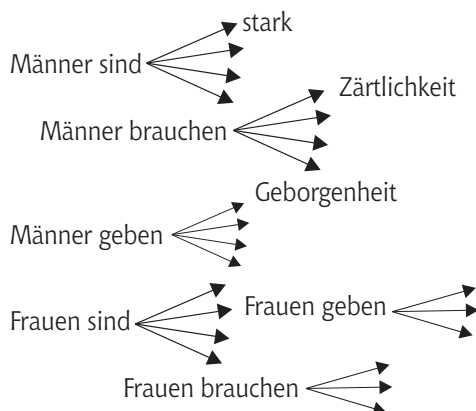 stark
Männer sind
Zärtlichkeit
Männer brauchen
Geborgenheit
Männer geben
Frauen sind
Frauen geben
Frauen brauchen